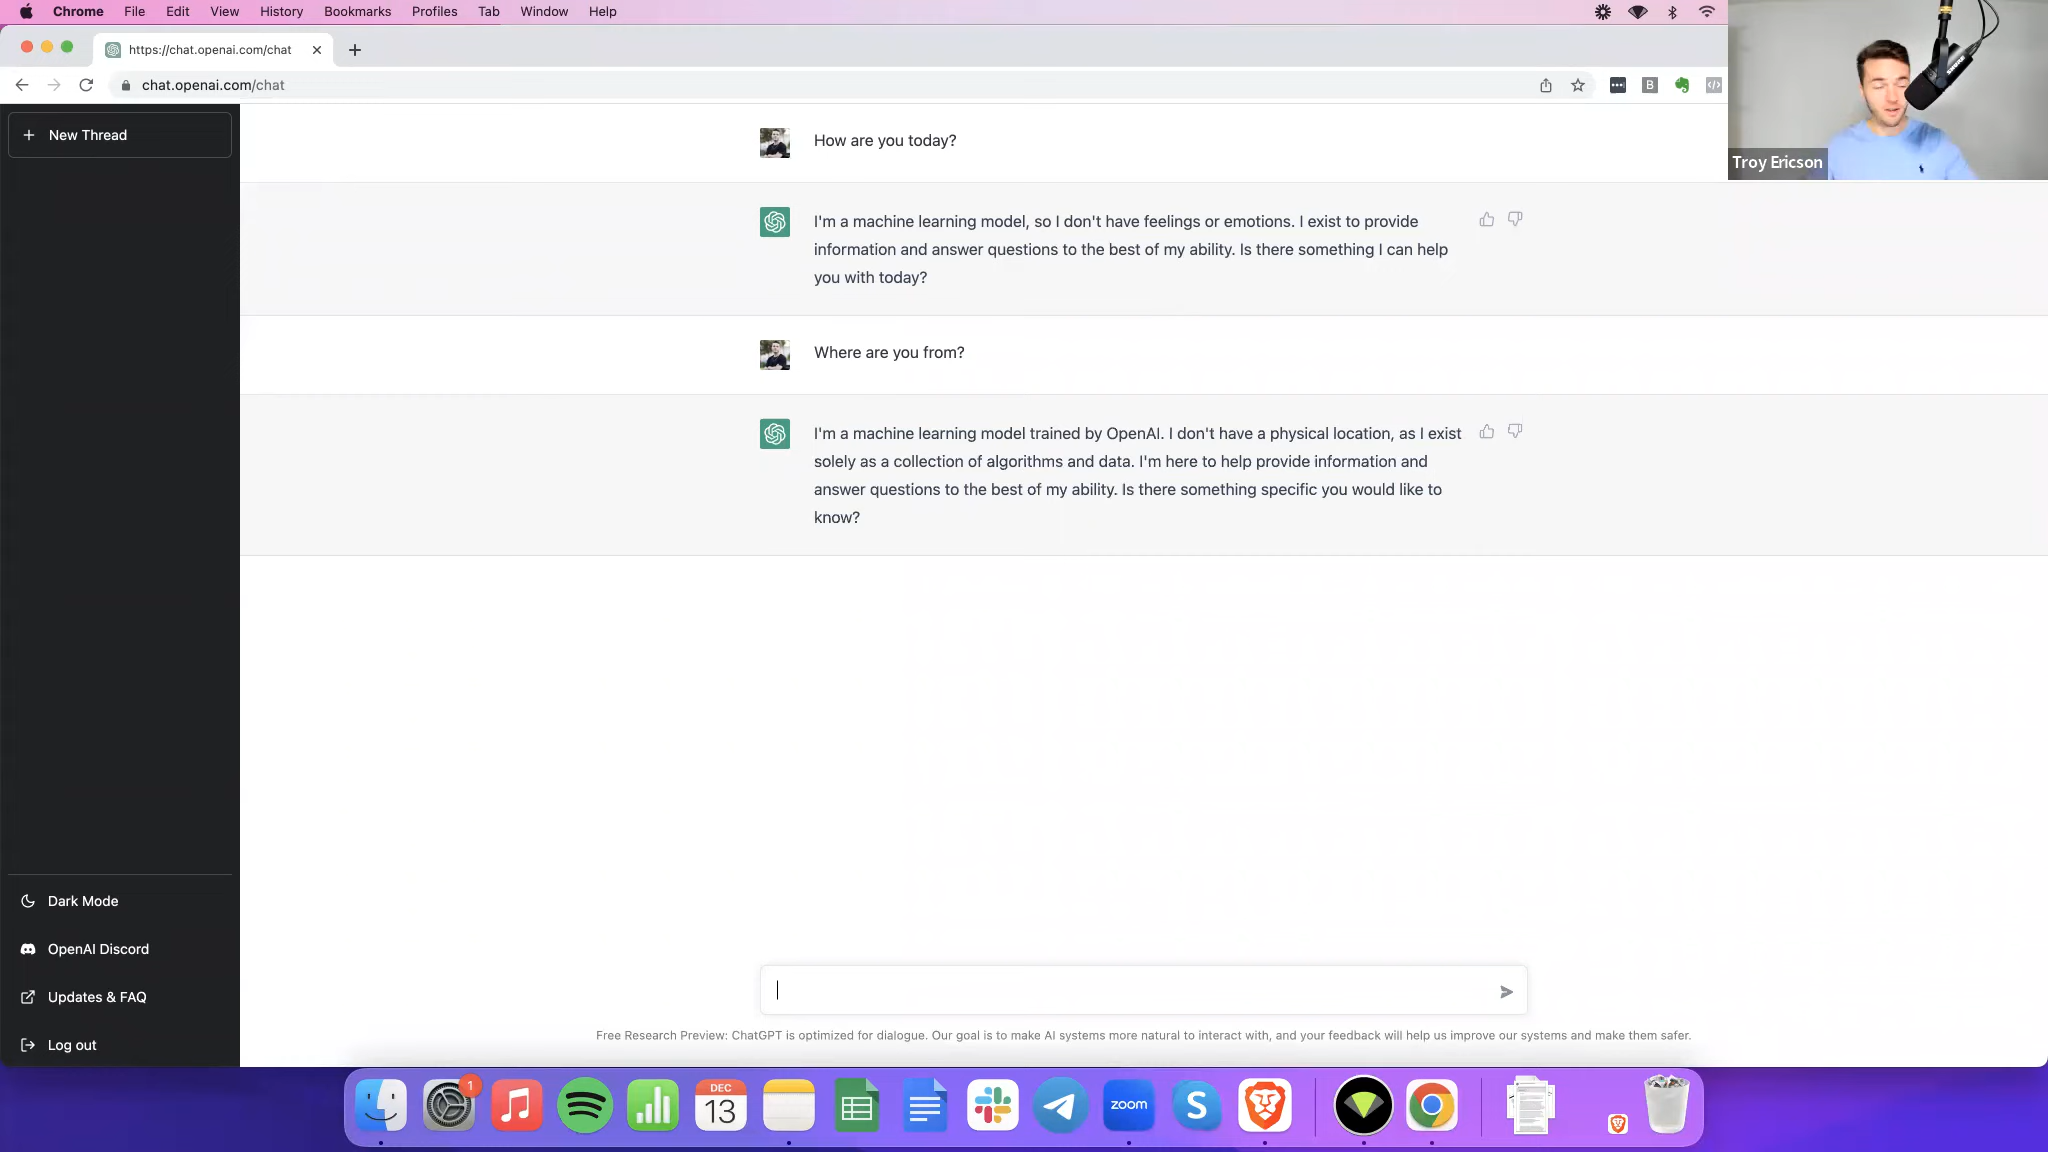 Chrome File Edit View History Bookmarks Profiles Tab Window Help
https://chat.openai.com/chat
chat.openai.com/chat
B
Troy Ericson
New Thread
How are you today?
I'm a machine learning model, so I don't have feelings or emotions. I exist to provide
information and answer questions to the best of my ability. Is there something I can help
you with today?
Where are you from?
I'm a machine learning model trained by OpenAI. I don't have a physical location, as I exist
solely as a collection of algorithms and data. I'm here to help provide information and
answer questions to the best of my ability. Is there something specific you would like to
know?
Dark Mode
OpenAI Discord
Updates & FAQ
Log out
Free Research Preview: ChatGPT is optimized for dialogue. Our goal is to make AI systems more natural to interact with, and your feedback will help us improve our systems and make them safer.
1
DEC
13
zoom
S